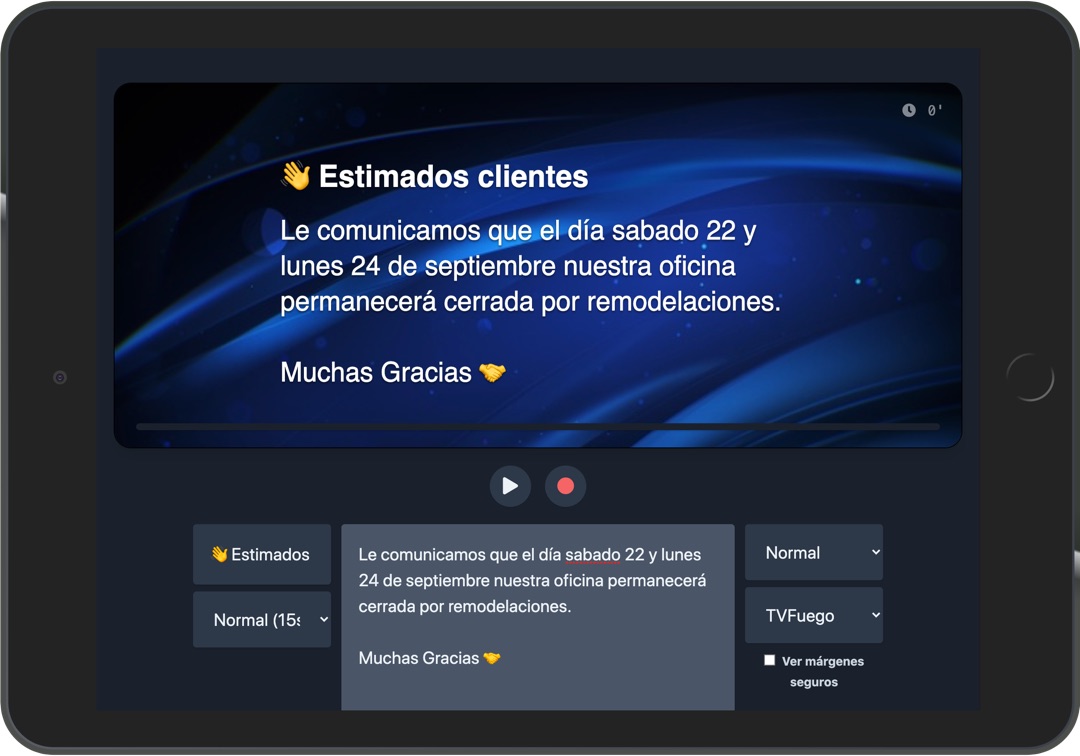 0'
👋 Estimados clientes
Le comunicamos que el día sabado 22 y
lunes 24 de septiembre nuestra oficina
permanecerá cerrada por remodelaciones.
Muchas Gracias 🤝
👋Estimados
Normal (15s
Le comunicamos que el día sabado 22 y lunes
24 de septiembre nuestra oficina permanecerá
cerrada por remodelaciones.
Muchas Gracias 🤝
Normal
TVFuego
Ver márgenes
seguros